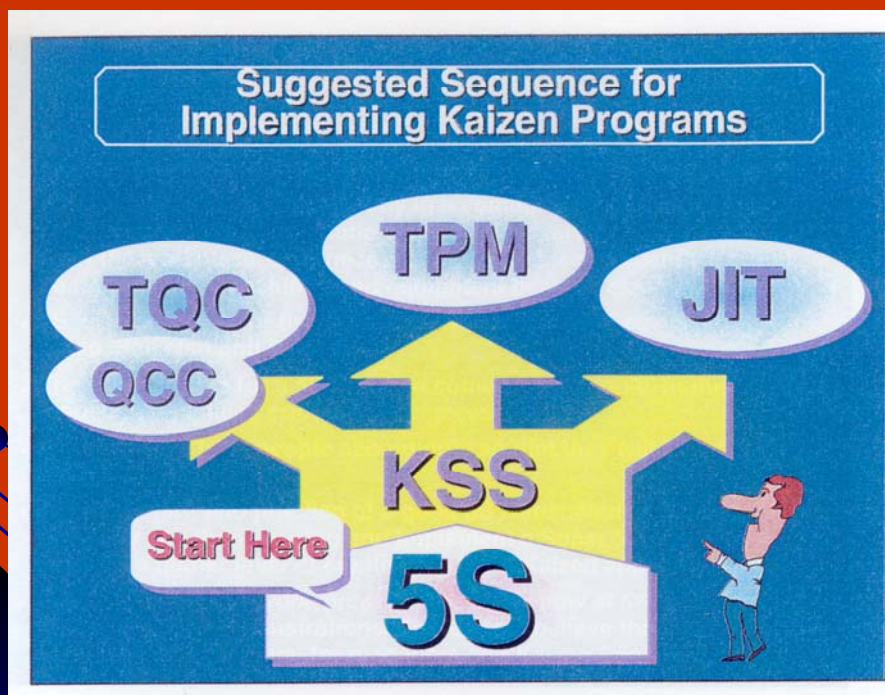 Suggested Sequence for
Implementing Kaizen Programs
TPM
TQC
JIT
QCC
KSS
Start Here
5S